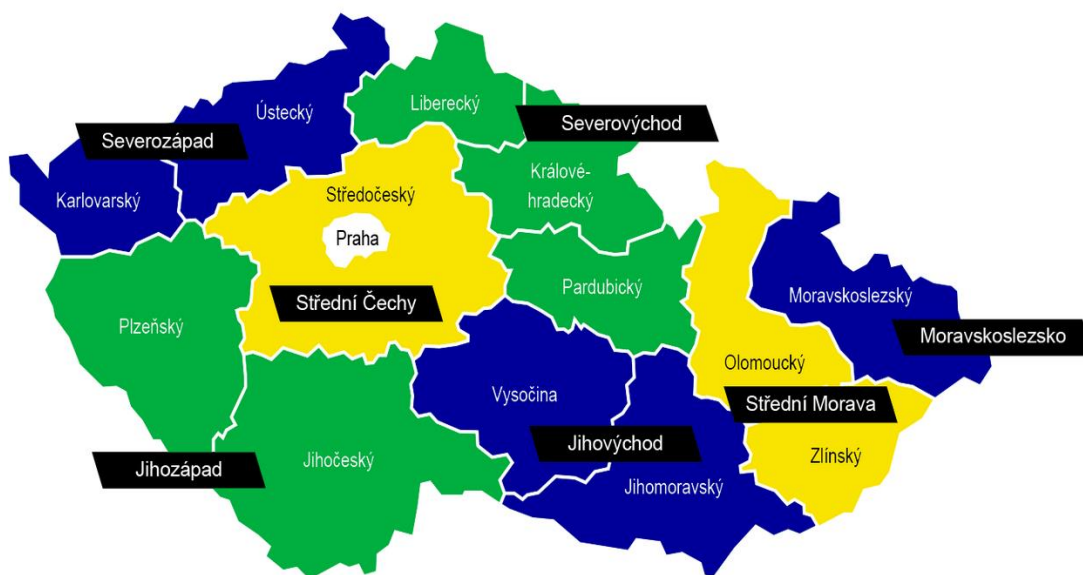 Ústecký
Liberecký
Severozápad
Severovýchod
Karlovarský
Středočeský
Králové-
hradecký
Praha
Střední Čechy
Pardubický
Moravskoslezský
Plzeňský
Moravskoslezsko
Olomoucký
Vysočina
Střední Morava
Jihozápad
Jihočeský
Jihovýchod
Zlínský
Jihomoravský